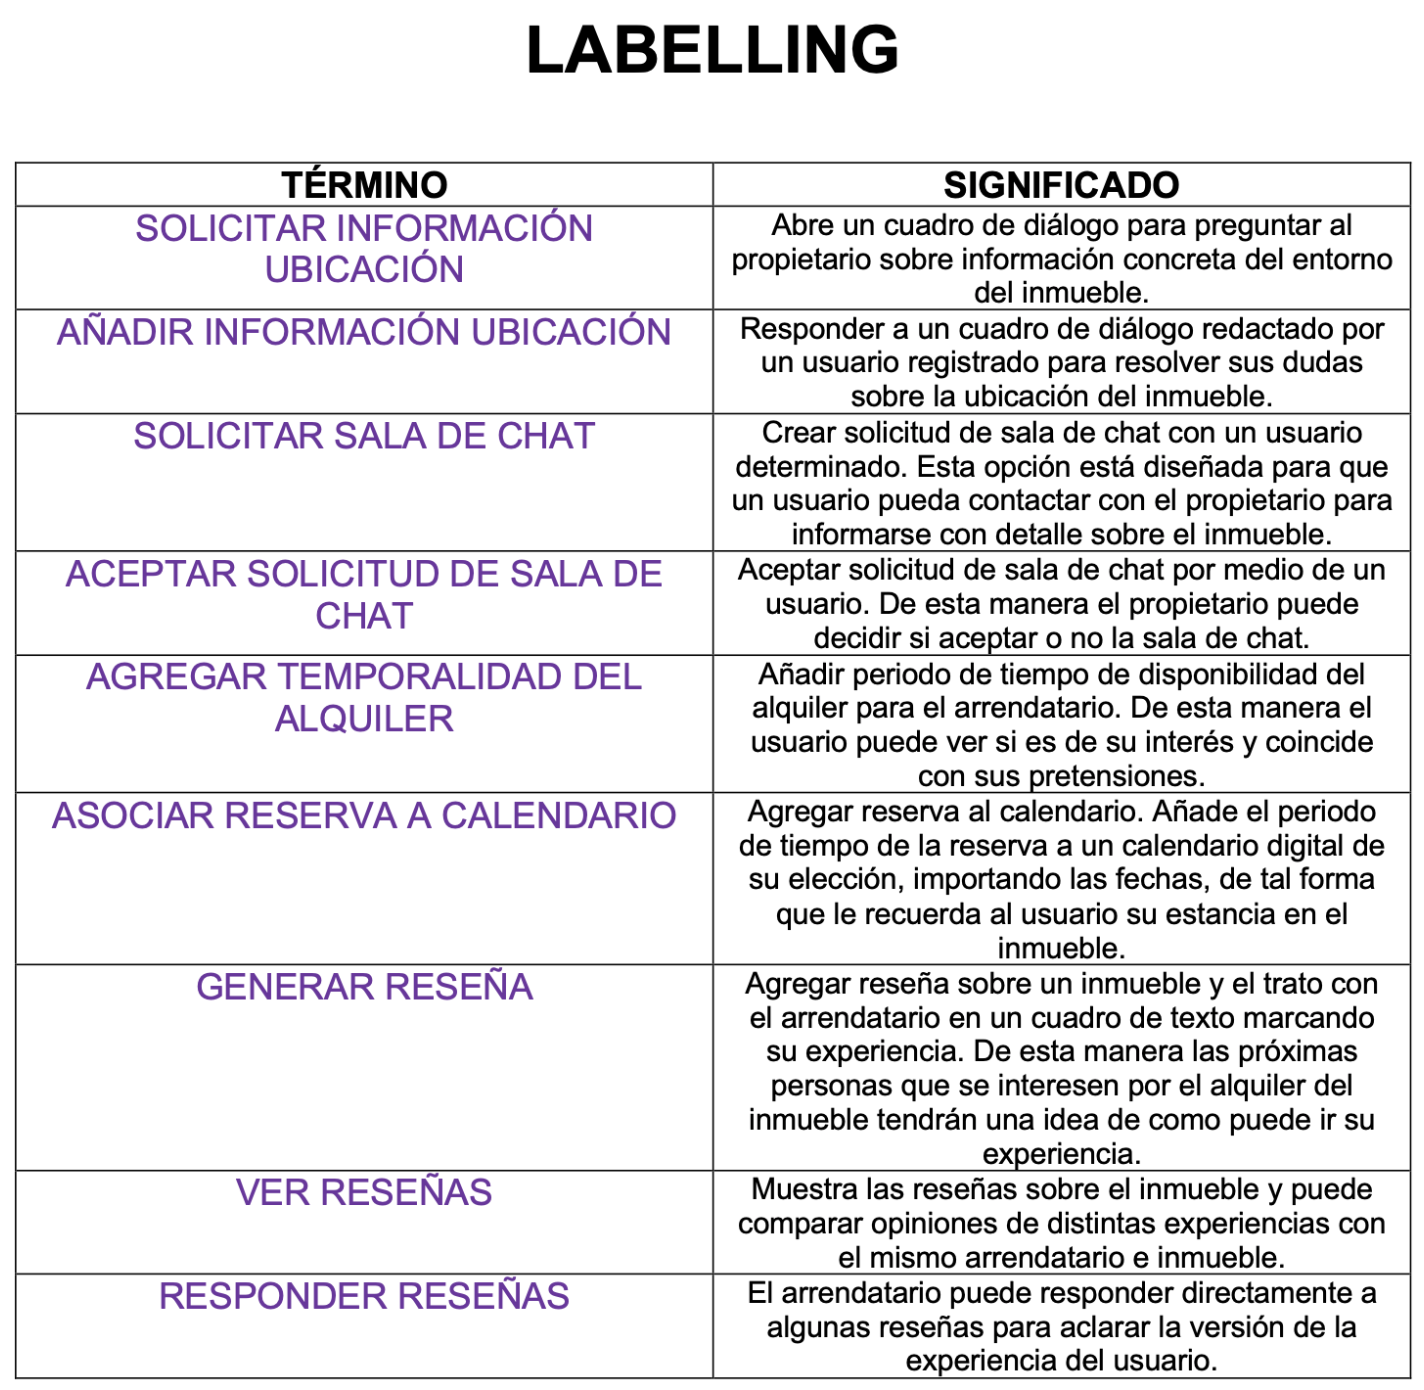 LABELLING
TÉRMINO
SIGNIFICADO
SOLICITAR INFORMACIÓN
UBICACIÓN
Abre un cuadro de diálogo para preguntar al
propietario sobre información concreta del entorno
del inmueble.
AÑADIR INFORMACIÓN UBICACIÓN
Responder a un cuadro de diálogo redactado por
un usuario registrado para resolver sus dudas
sobre la ubicación del inmueble.
SOLICITAR SALA DE CHAT
Crear solicitud de sala de chat con un usuario
determinado. Esta opción está diseñada para que
un usuario pueda contactar con el propietario para
informarse con detalle sobre el inmueble.
ACEPTAR SOLICITUD DE SALA DE
CHAT
Aceptar solicitud de sala de chat por medio de un
usuario. De esta manera el propietario puede
decidir si aceptar o no la sala de chat.
AGREGAR TEMPORALIDAD DEL
ALQUILER
Añadir periodo de tiempo de disponibilidad del
alquiler para el arrendatario. De esta manera el
usuario puede ver si es de su interés y coincide
con sus pretensiones.
ASOCIAR RESERVA A CALENDARIO
Agregar reserva al calendario. Añade el periodo
de tiempo de la reserva a un calendario digital de
su elección, importando las fechas, de tal forma
que le recuerda al usuario su estancia en el
inmueble.
GENERAR RESEÑA
Agregar reseña sobre un inmueble y el trato con
el arrendatario en un cuadro de texto marcando
su experiencia. De esta manera las próximas
personas que se interesen por el alquiler del
inmueble tendrán una idea de como puede ir su
experiencia.
VER RESEÑAS
Muestra las reseñas sobre el inmueble y puede
comparar opiniones de distintas experiencias con
el mismo arrendatario e inmueble.
RESPONDER RESEÑAS
El arrendatario puede responder directamente a
algunas reseñas para aclarar la versión de la
experiencia del usuario.